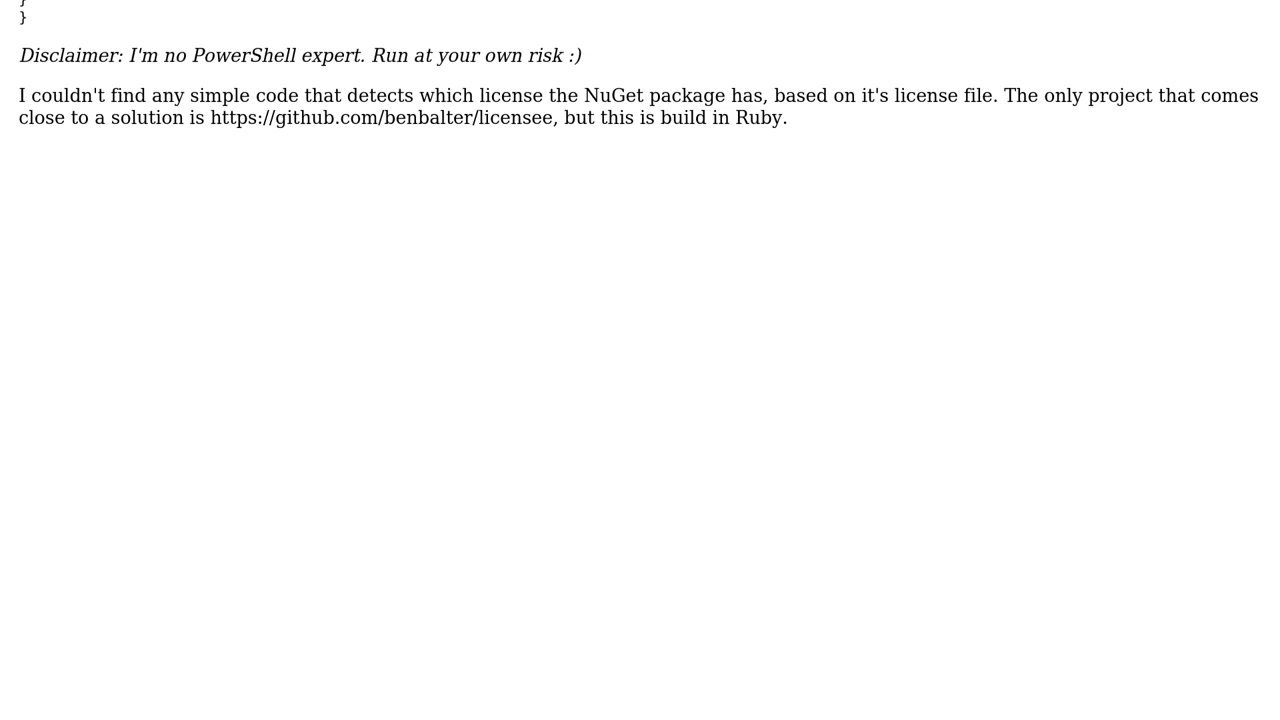 }
}
Disclaimer: I'm no PowerShell expert. Run at your own risk :)
I couldn't find any simple code that detects which license the NuGet package has, based on it's license file. The only project that comes
close to a solution is https://github.com/benbalter/licensee, but this is build in Ruby.